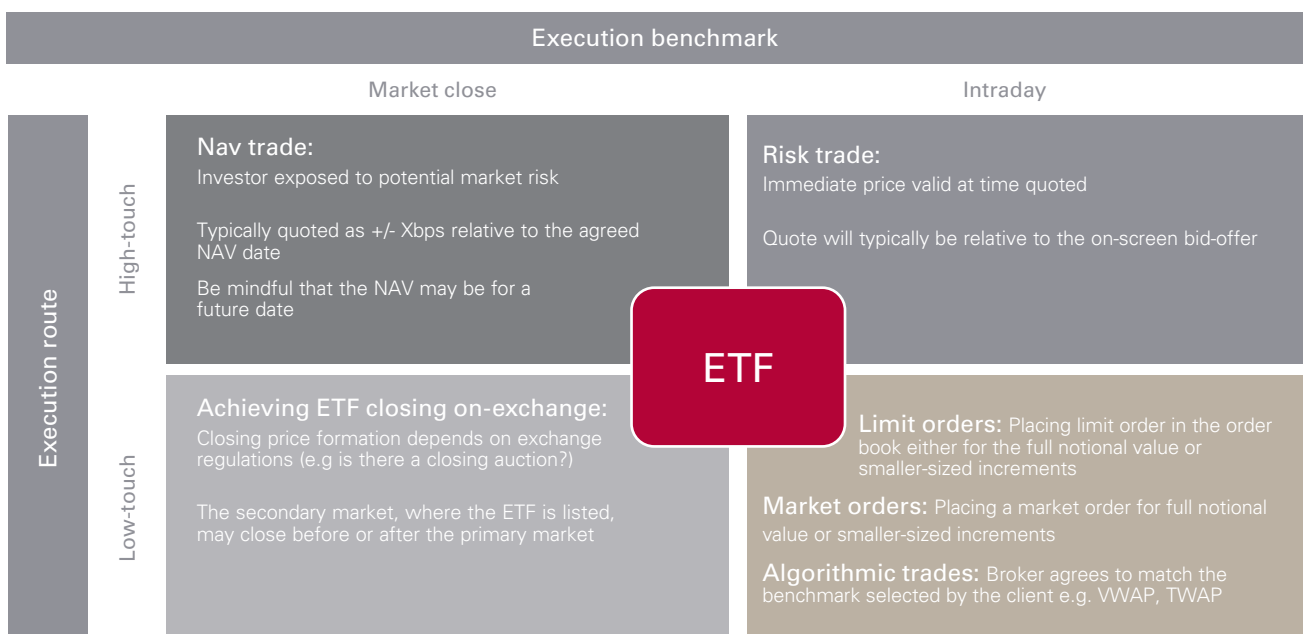 Execution benchmark
Market close
Intraday
Execution route
High-touch
Nav trade:
Investor exposed to potential market risk
Typically quoted as +/- Xbps relative to the agreed
NAV date
Be mindful that the NAV may be for a
future date
Risk trade:
Immediate price valid at time quoted
Quote will typically be relative to the on-screen bid-offer
ETF
Low-touch
Achieving ETF closing on-exchange:
Closing price formation depends on exchange
regulations (e.g is there a closing auction?)
The secondary market, where the ETF is listed,
may close before or after the primary market
Limit orders: Placing limit order in the order
book either for the full notional value or
smaller-sized increments
Market orders: Placing a market order for full notional
value or smaller-sized increments
Algorithmic trades: Broker agrees to match the
benchmark selected by the client e.g. VWAP, TWAP